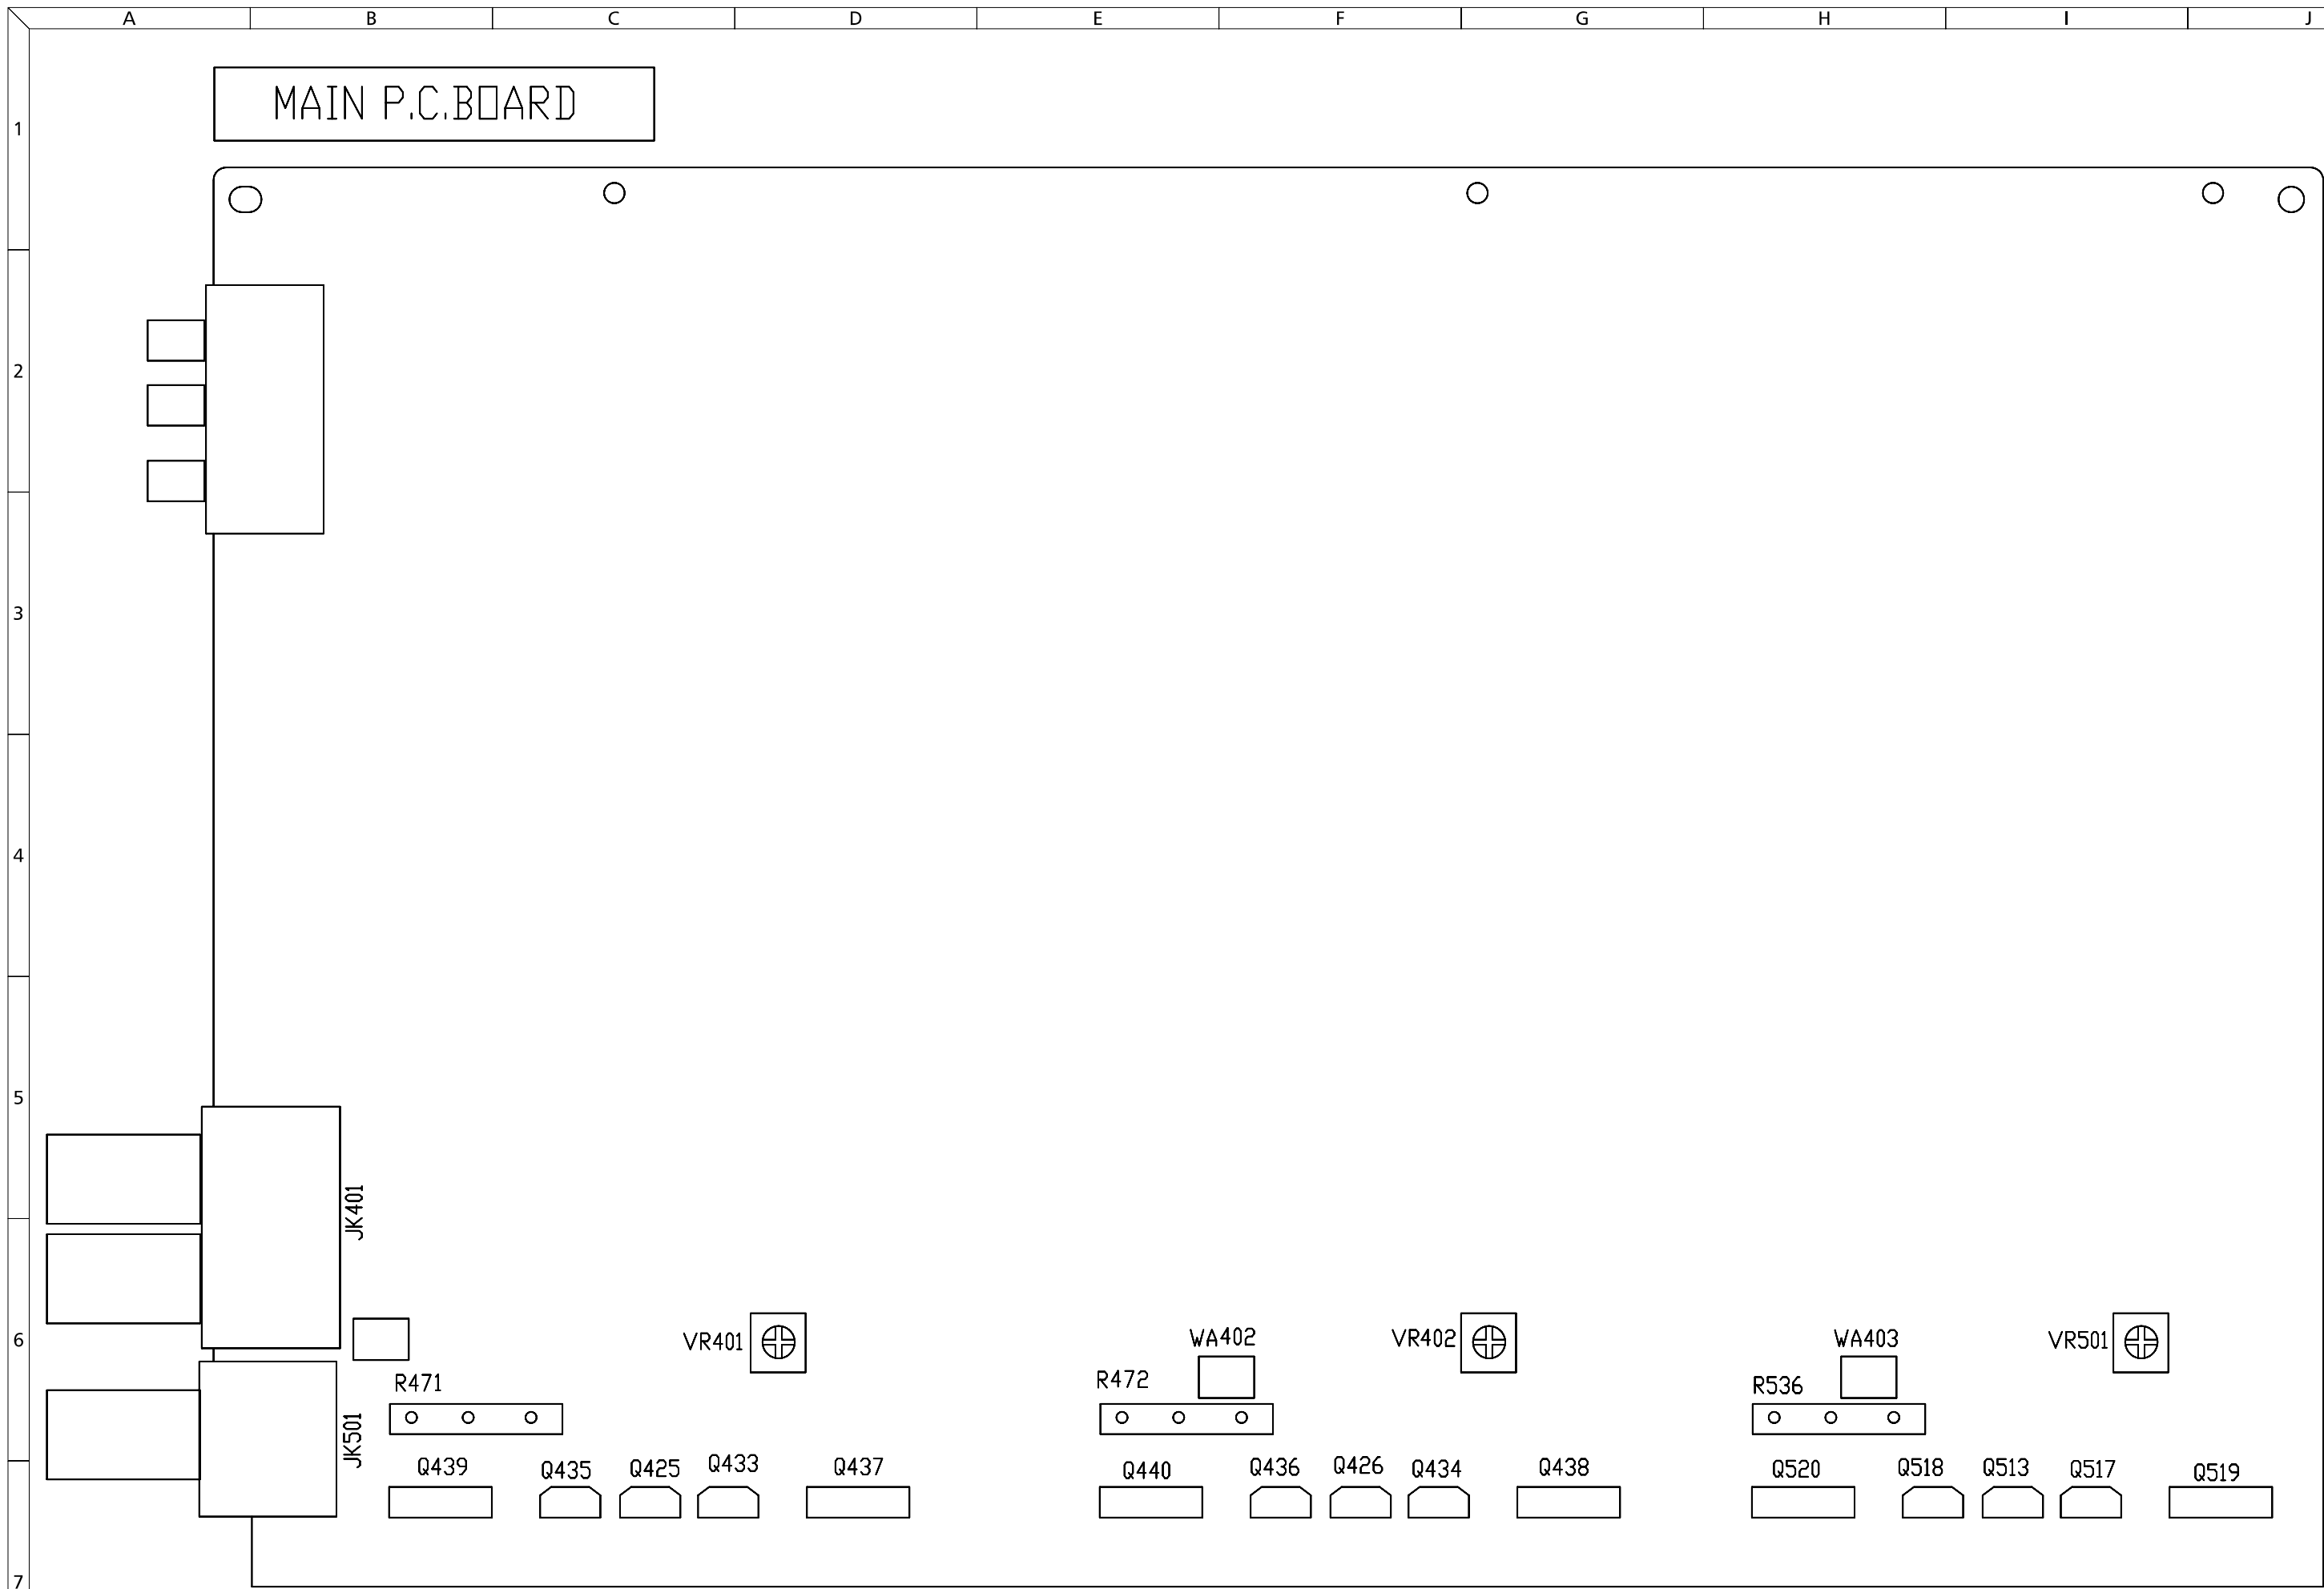 A B C D E F G H I J
MAIN P.C.BOARD
1
2
3
4
5
JK401
6
VR401 WA402 VR402 WA403 VR501
R471 R472 R536
JK501
Q439 Q435 Q425 Q433 Q437 Q440 Q436 Q426 Q434 Q438 Q520 Q518 Q513 Q517 Q519
7